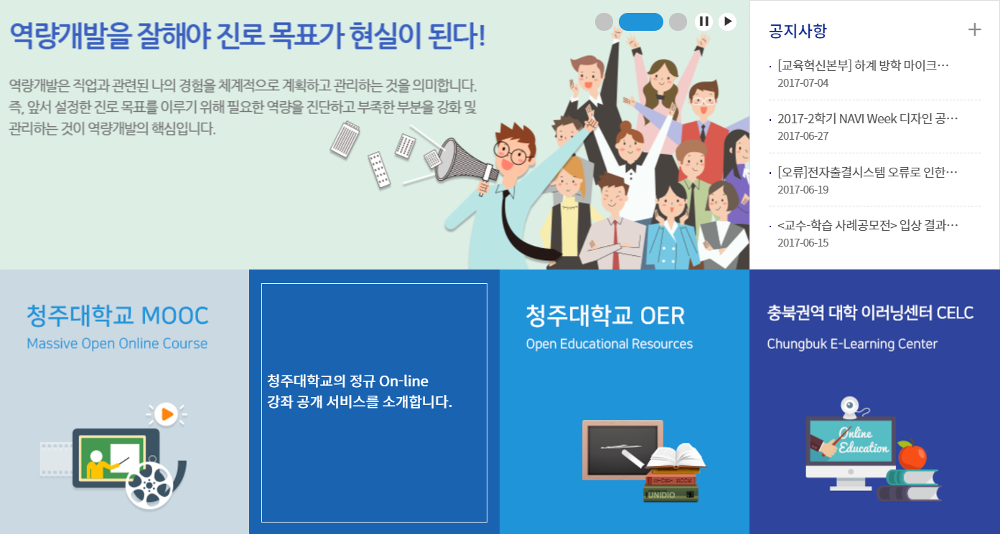 역량개발을 잘해야 진로 목표가 현실이 된다!
역량개발은 직업과 관련된 나의 경험을 체계적으로 계획하고 관리하는 것을 의미합니다.
즉, 앞서 설정한 진로 목표를 이루기 위해 필요한 역량을 진단하고 부족한 부분을 강화 및
관리하는 것이 역량개발의 핵심입니다.
공지사항
[교육혁신본부] 하계 방학 마이크…
2017-07-04
2017-2학기 NAVI Week 디자인 공…
2017-06-27
[오류]전자출결시스템 오류로 인한…
2017-06-19
<교수-학습 사례공모전> 입상 결과…
2017-06-15
청주대학교 MOOC
Massive Open Online Course
청주대학교의 정규 On-line
강좌 공개 서비스를 소개합니다.
청주대학교 OER
Open Educational Resources
UNIDIO
충북권역 대학 이러닝센터 CELC
Chungbuk E-Learning Center
Online
Education